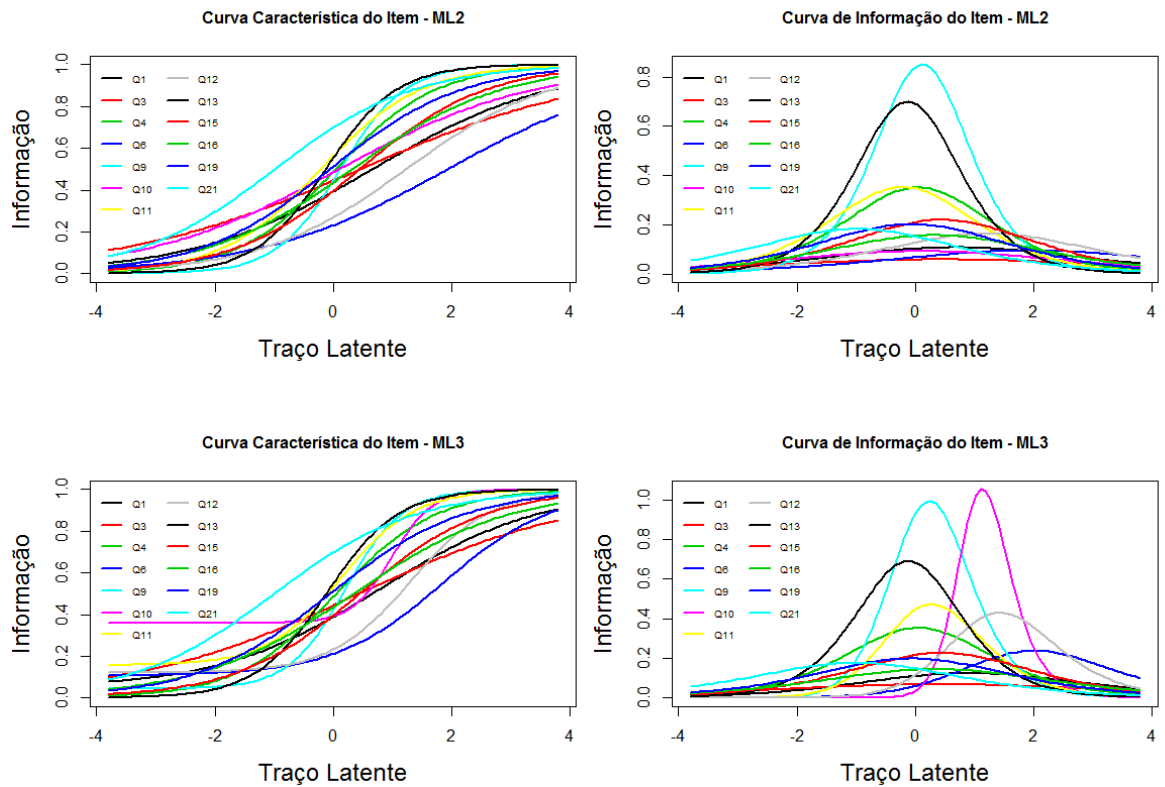 Curva Característica do Item - ML2
Informação
0.0 0.2 0.4 0.6 0.8 1.0
Q1 Q12
Q3 Q13
Q4 Q15
Q6 Q16
Q9 Q19
Q10 Q21
Q11
-4 -2 0 2 4
Traço Latente
Curva de Informação do Item - ML2
Informação
0.0 0.2 0.4 0.6 0.8
Q1 Q12
Q3 Q13
Q4 Q15
Q6 Q16
Q9 Q19
Q10 Q21
Q11
-4 -2 0 2 4
Traço Latente
Curva Característica do Item - ML3
Informação
0.0 0.2 0.4 0.6 0.8 1.0
Q1 Q12
Q3 Q13
Q4 Q15
Q6 Q16
Q9 Q19
Q10 Q21
Q11
-4 -2 0 2 4
Traço Latente
Curva de Informação do Item - ML3
Informação
0.0 0.2 0.4 0.6 0.8 1.0
Q1 Q12
Q3 Q13
Q4 Q15
Q6 Q16
Q9 Q19
Q10 Q21
Q11
-4 -2 0 2 4
Traço Latente